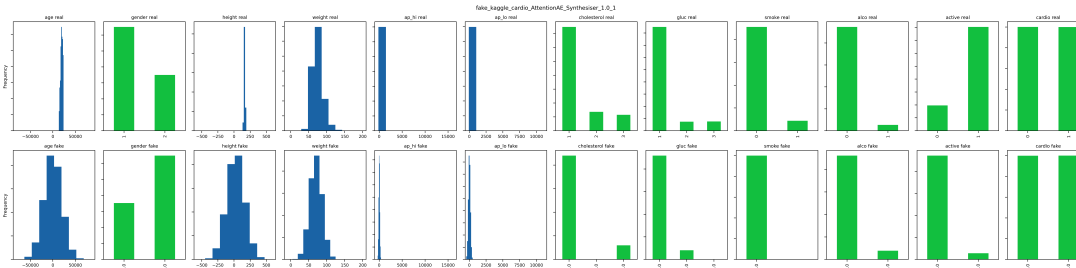 fake_kaggle_cardio_AttentionAE_Synthesiser_1.0_1
age real
gender real
height real
weight real
ap_hi real
ap_lo real
cholesterol real
gluc real
smoke real
alco real
active real
cardio real
Frequency
−50000 0 50000
1 2
−500 −250 0 250 500
0 50 100 150 200
0 5000 10000 15000
0 5000 10000
1 2 3
1 2 3
0 1
0 1
0 1
0 1
age fake
gender fake
height fake
weight fake
ap_hi fake
ap_lo fake
cholesterol fake
gluc fake
smoke fake
alco fake
active fake
cardio fake
Frequency
−50000 0 50000
−500 −250 0 250 500
0 50 100 150 200
0 5000 10000 15000
0 5000 10000